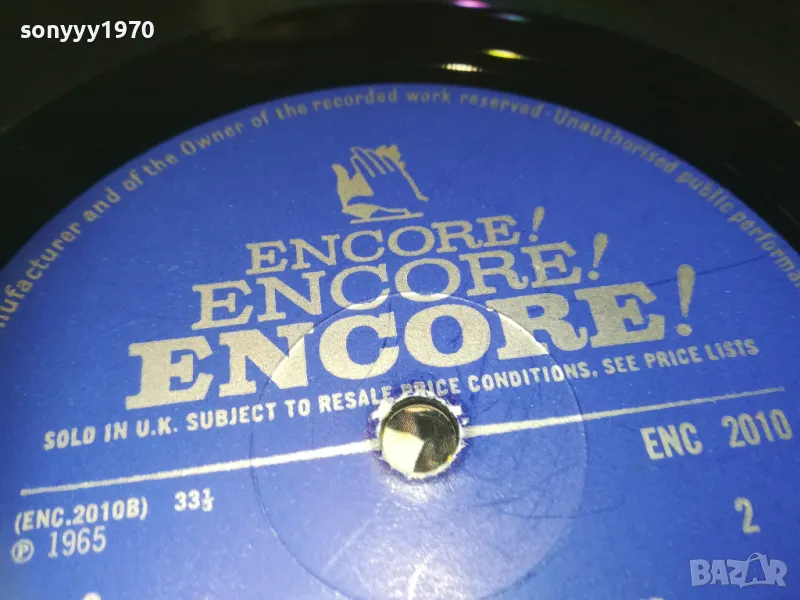 sonyyy1970
nufacturer and of the Owner of the recorded work reserved·Unauthorised public performa
ENCORE!
ENCORE!
ENCORE!
SOLD IN U.K. SUBJECT TO RESALE PRICE CONDITIONS, SEE PRICE LISTS
ENC 2010
(ENC.2010B) 33⅓
2
℗ 1965
BAZAR